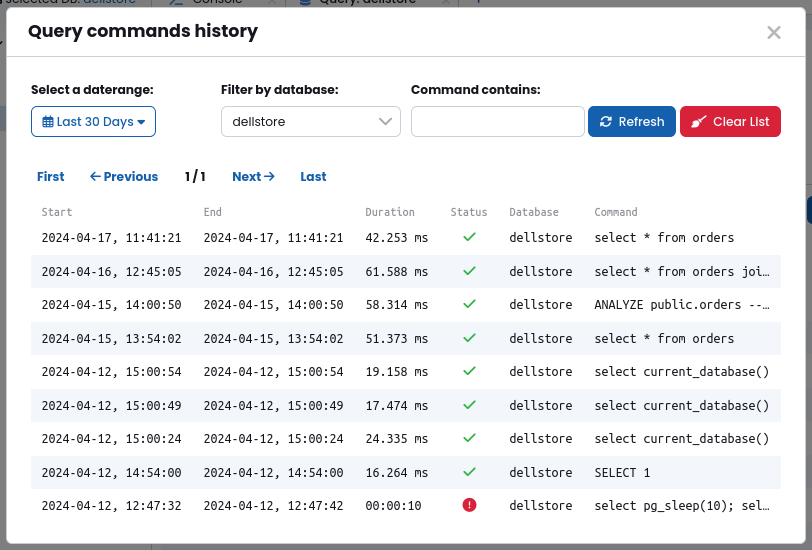 selected DB: dellstore Console Query: dellstore
Query commands history
Select a daterange: Filter by database: Command contains:
Last 30 Days dellstore Refresh Clear List
First Previous 1 / 1 Next Last
Start End Duration Status Database Command
2024-04-17, 11:41:21 2024-04-17, 11:41:21 42.253 ms dellstore select * from orders
2024-04-16, 12:45:05 2024-04-16, 12:45:05 61.588 ms dellstore select * from orders joi…
2024-04-15, 14:00:50 2024-04-15, 14:00:50 58.314 ms dellstore ANALYZE public.orders --…
2024-04-15, 13:54:02 2024-04-15, 13:54:02 51.373 ms dellstore select * from orders
2024-04-12, 15:00:54 2024-04-12, 15:00:54 19.158 ms dellstore select current_database()
2024-04-12, 15:00:49 2024-04-12, 15:00:49 17.474 ms dellstore select current_database()
2024-04-12, 15:00:24 2024-04-12, 15:00:24 24.335 ms dellstore select current_database()
2024-04-12, 14:54:00 2024-04-12, 14:54:00 16.264 ms dellstore SELECT 1
2024-04-12, 12:47:32 2024-04-12, 12:47:42 00:00:10 dellstore select pg_sleep(10); sel…